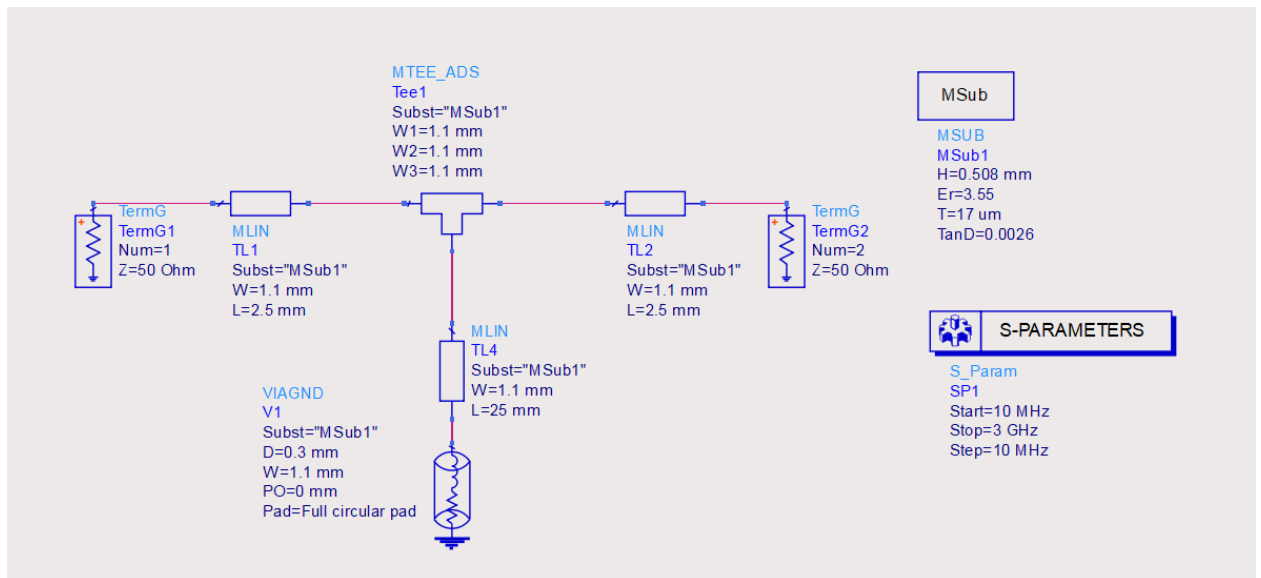 MTEE_ADS
Tee1
Subst="MSub1"
W1=1.1 mm
W2=1.1 mm
W3=1.1 mm
TermG
TermG1
Num=1
Z=50 Ohm
MLIN
TL1
Subst="MSub1"
W=1.1 mm
L=2.5 mm
MLIN
TL2
Subst="MSub1"
W=1.1 mm
L=2.5 mm
TermG
TermG2
Num=2
Z=50 Ohm
MLIN
TL4
Subst="MSub1"
W=1.1 mm
L=25 mm
VIAGND
V1
Subst="MSub1"
D=0.3 mm
W=1.1 mm
PO=0 mm
Pad=Full circular pad
MSub
MSUB
MSub1
H=0.508 mm
Er=3.55
T=17 um
TanD=0.0026
S-PARAMETERS
S_Param
SP1
Start=10 MHz
Stop=3 GHz
Step=10 MHz